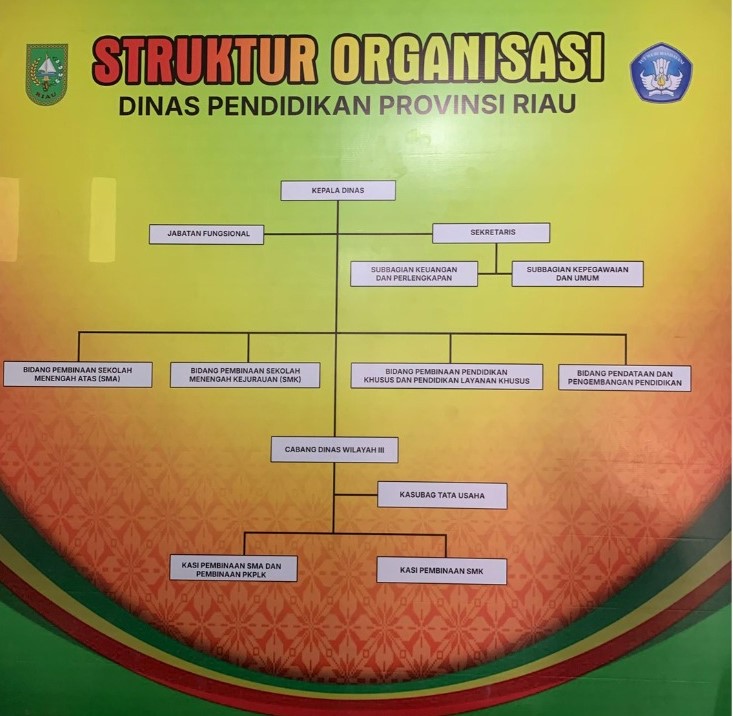 STRUKTUR ORGANISASI
DINAS PENDIDIKAN PROVINSI RIAU
RIAU
KEPALA DINAS
JABATAN FUNGSIONAL
SEKRETARIS
SUBBAGIAN KEUANGAN
DAN PERLENGKAPAN
SUBBAGIAN KEPEGAWAIAN
DAN UMUM
BIDANG PEMBINAAN SEKOLAH
MENENGAH ATAS (SMA)
BIDANG PEMBINAAN SEKOLAH
MENENGAH KEJURAUAN (SMK)
BIDANG PEMBINAAN PENDIDIKAN
KHUSUS DAN PENDIDIKAN LAYANAN KHUSUS
BIDANG PENDATAAN DAN
PENGEMBANGAN PENDIDIKAN
CABANG DINAS WILAYAH III
KASUBAG TATA USAHA
KASI PEMBINAAN SMA DAN
PEMBINAAN PKPLK
KASI PEMBINAAN SMK